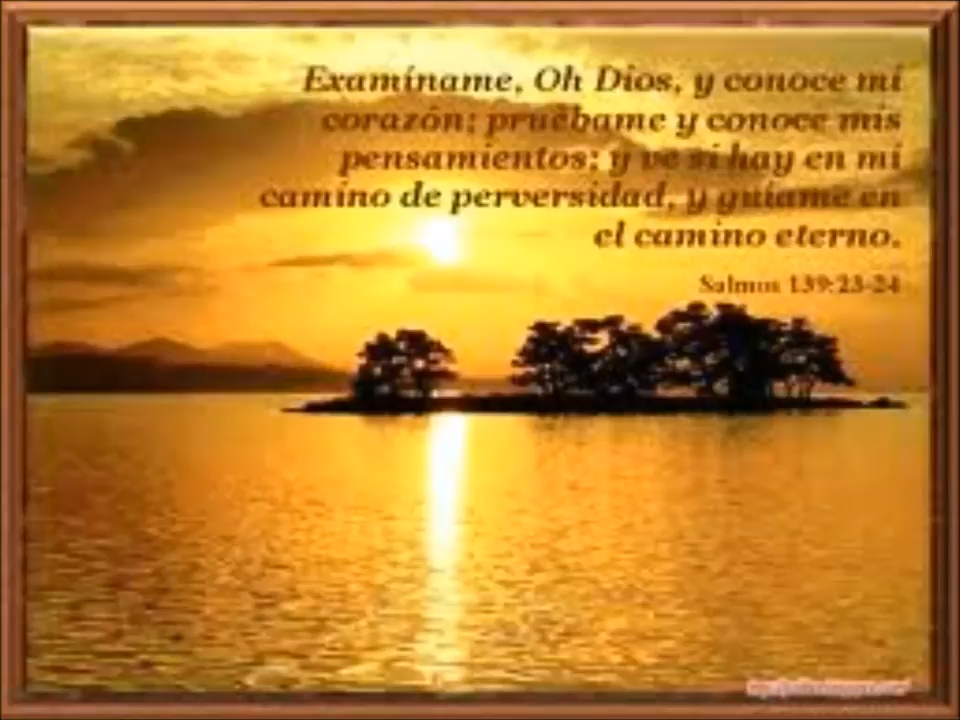 Examíname, Oh Dios, y conoce mi
corazón; pruébame y conoce mis
pensamientos; y ve si hay en mi
camino de perversidad, y guíame en
el camino eterno.
Salmos 139:23-24